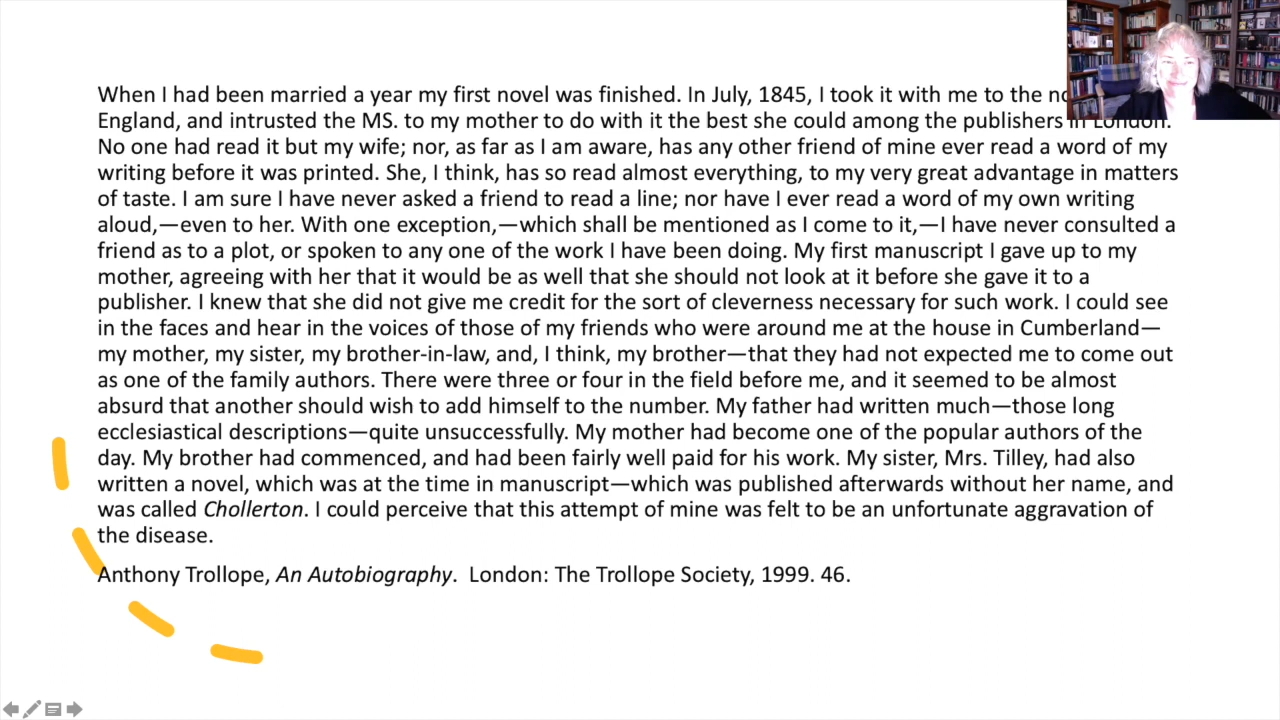 When I had been married a year my first novel was finished. In July, 1845, I took it with me to the
England, and intrusted the MS. to my mother to do with it the best she could among the publishers in London.
No one had read it but my wife; nor, as far as I am aware, has any other friend of mine ever read a word of my
writing before it was printed. She, I think, has so read almost everything, to my very great advantage in matters
of taste. I am sure I have never asked a friend to read a line; nor have I ever read a word of my own writing
aloud,—even to her. With one exception,—which shall be mentioned as I come to it,—I have never consulted a
friend as to a plot, or spoken to any one of the work I have been doing. My first manuscript I gave up to my
mother, agreeing with her that it would be as well that she should not look at it before she gave it to a
publisher. I knew that she did not give me credit for the sort of cleverness necessary for such work. I could see
in the faces and hear in the voices of those of my friends who were around me at the house in Cumberland—
my mother, my sister, my brother-in-law, and, I think, my brother—that they had not expected me to come out
as one of the family authors. There were three or four in the field before me, and it seemed to be almost
absurd that another should wish to add himself to the number. My father had written much—those long
ecclesiastical descriptions—quite unsuccessfully. My mother had become one of the popular authors of the
day. My brother had commenced, and had been fairly well paid for his work. My sister, Mrs. Tilley, had also
written a novel, which was at the time in manuscript—which was published afterwards without her name, and
was called Chollerton. I could perceive that this attempt of mine was felt to be an unfortunate aggravation of
the disease.
Anthony Trollope, An Autobiography. London: The Trollope Society, 1999. 46.